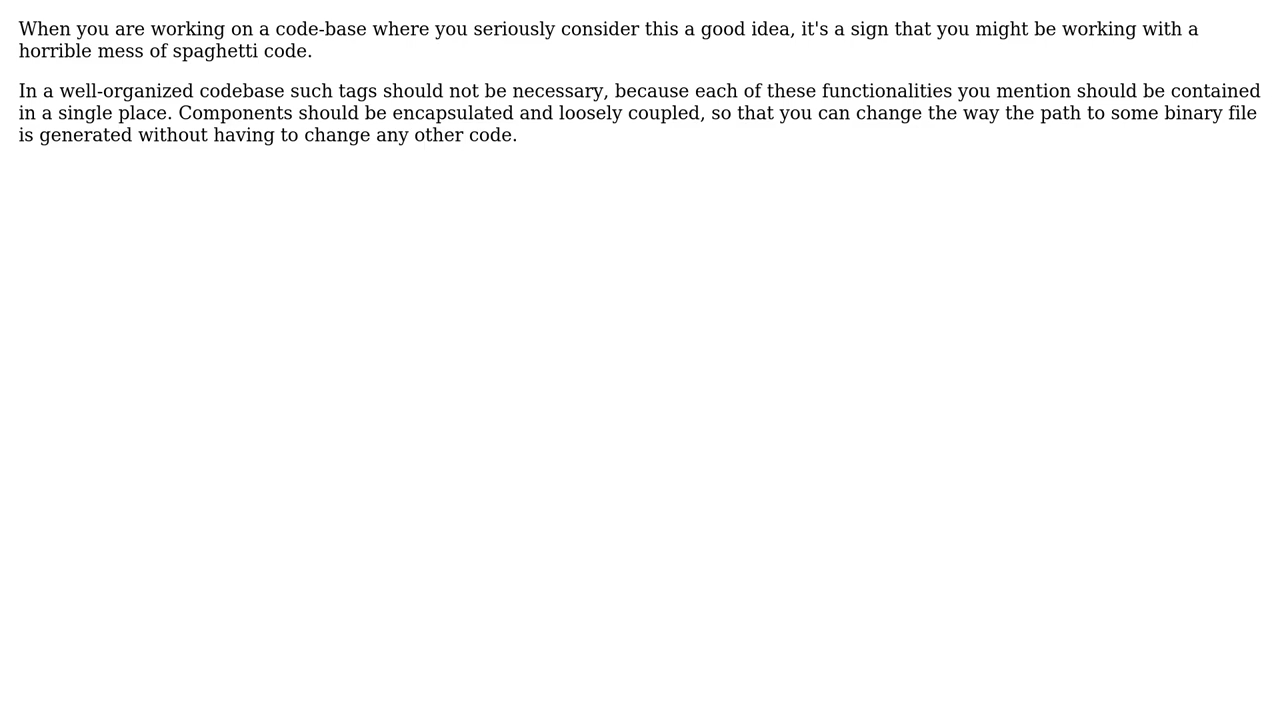 When you are working on a code-base where you seriously consider this a good idea, it's a sign that you might be working with a
horrible mess of spaghetti code.
In a well-organized codebase such tags should not be necessary, because each of these functionalities you mention should be contained
in a single place. Components should be encapsulated and loosely coupled, so that you can change the way the path to some binary file
is generated without having to change any other code.